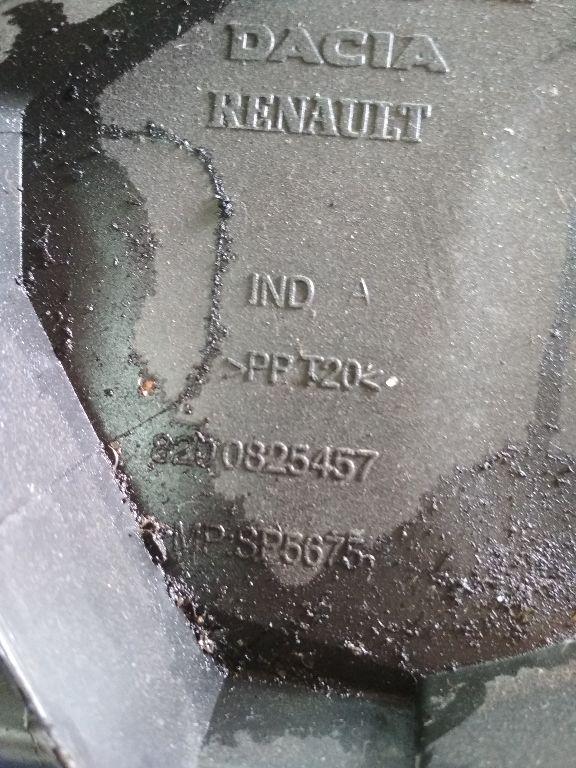 DACIA
RENAULT
IND A
>PP T20<
8200825457
MP:SP5675